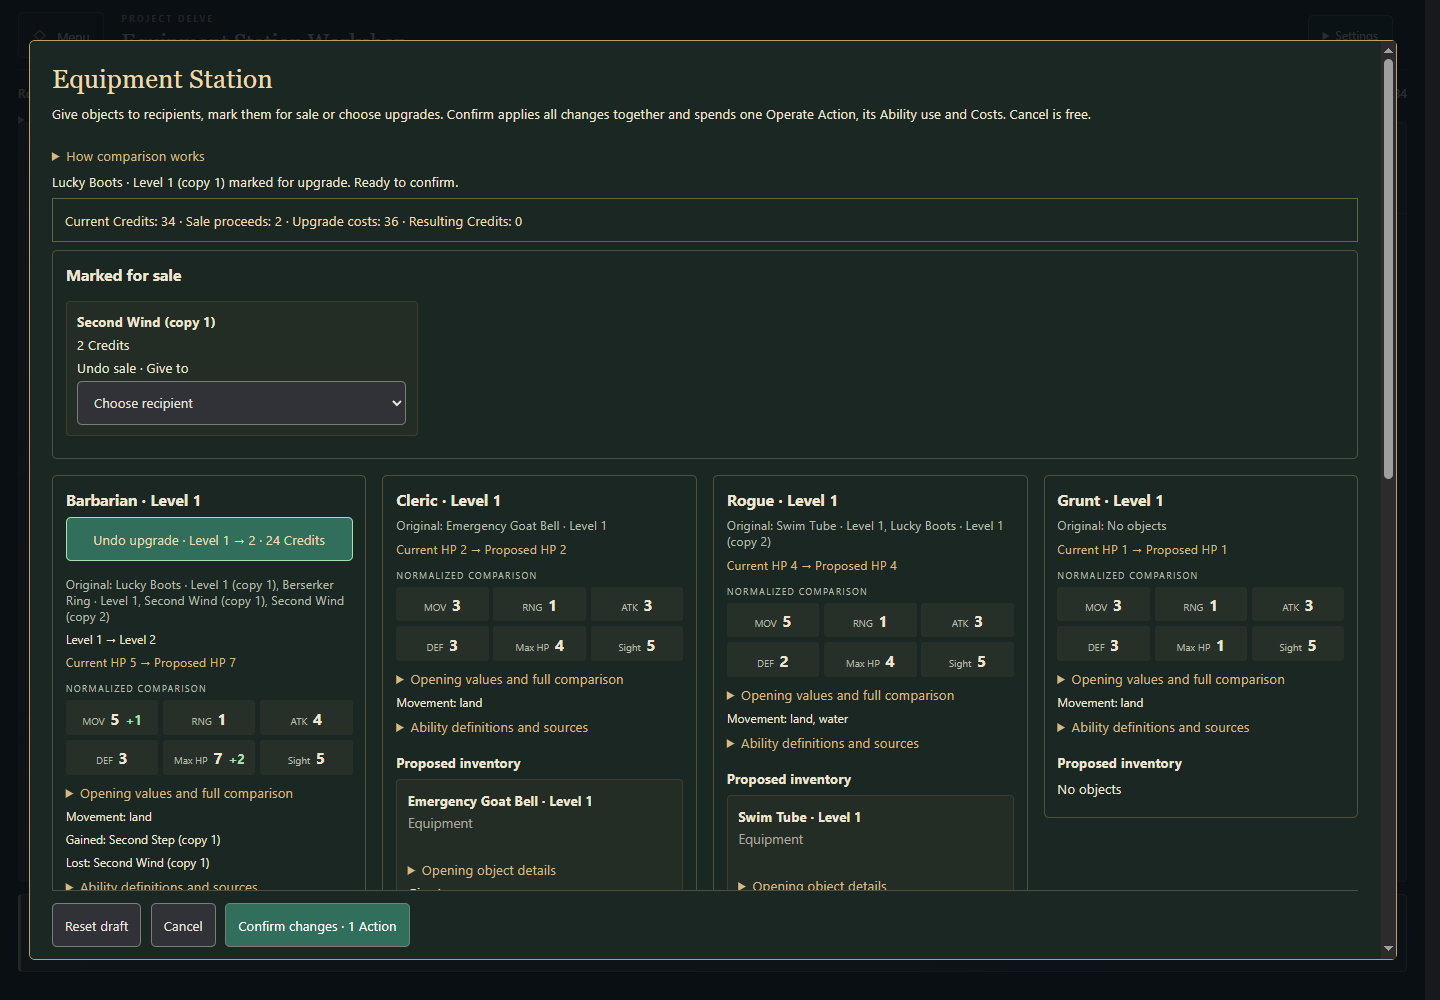 PROJECT DELVE
Menu
Equipment Station Workshop
Settings
Equipment Station
Give objects to recipients, mark them for sale or choose upgrades. Confirm applies all changes together and spends one Operate Action, its Ability use and Costs. Cancel is free.
How comparison works
Lucky Boots · Level 1 (copy 1) marked for upgrade. Ready to confirm.
Current Credits: 34 · Sale proceeds: 2 · Upgrade costs: 36 · Resulting Credits: 0
Marked for sale
Second Wind (copy 1)
2 Credits
Undo sale · Give to
Choose recipient
Barbarian · Level 1
Undo upgrade · Level 1 → 2 · 24 Credits
Original: Lucky Boots · Level 1 (copy 1), Berserker
Ring · Level 1, Second Wind (copy 1), Second Wind
(copy 2)
Level 1 → Level 2
Current HP 5 → Proposed HP 7
NORMALIZED COMPARISON
MOV 5 +1
RNG 1
ATK 4
DEF 3
Max HP 7 +2
Sight 5
Opening values and full comparison
Movement: land
Gained: Second Step (copy 1)
Lost: Second Wind (copy 1)
Ability definitions and sources
Cleric · Level 1
Original: Emergency Goat Bell · Level 1
Current HP 2 → Proposed HP 2
NORMALIZED COMPARISON
MOV 3
RNG 1
ATK 3
DEF 3
Max HP 4
Sight 5
Opening values and full comparison
Movement: land
Ability definitions and sources
Proposed inventory
Emergency Goat Bell · Level 1
Equipment
Opening object details
Rogue · Level 1
Original: Swim Tube · Level 1, Lucky Boots · Level 1
(copy 2)
Current HP 4 → Proposed HP 4
NORMALIZED COMPARISON
MOV 5
RNG 1
ATK 3
DEF 2
Max HP 4
Sight 5
Opening values and full comparison
Movement: land, water
Ability definitions and sources
Proposed inventory
Swim Tube · Level 1
Equipment
Opening object details
Grunt · Level 1
Original: No objects
Current HP 1 → Proposed HP 1
NORMALIZED COMPARISON
MOV 3
RNG 1
ATK 3
DEF 3
Max HP 1
Sight 5
Opening values and full comparison
Movement: land
Ability definitions and sources
Proposed inventory
No objects
Reset draft
Cancel
Confirm changes · 1 Action